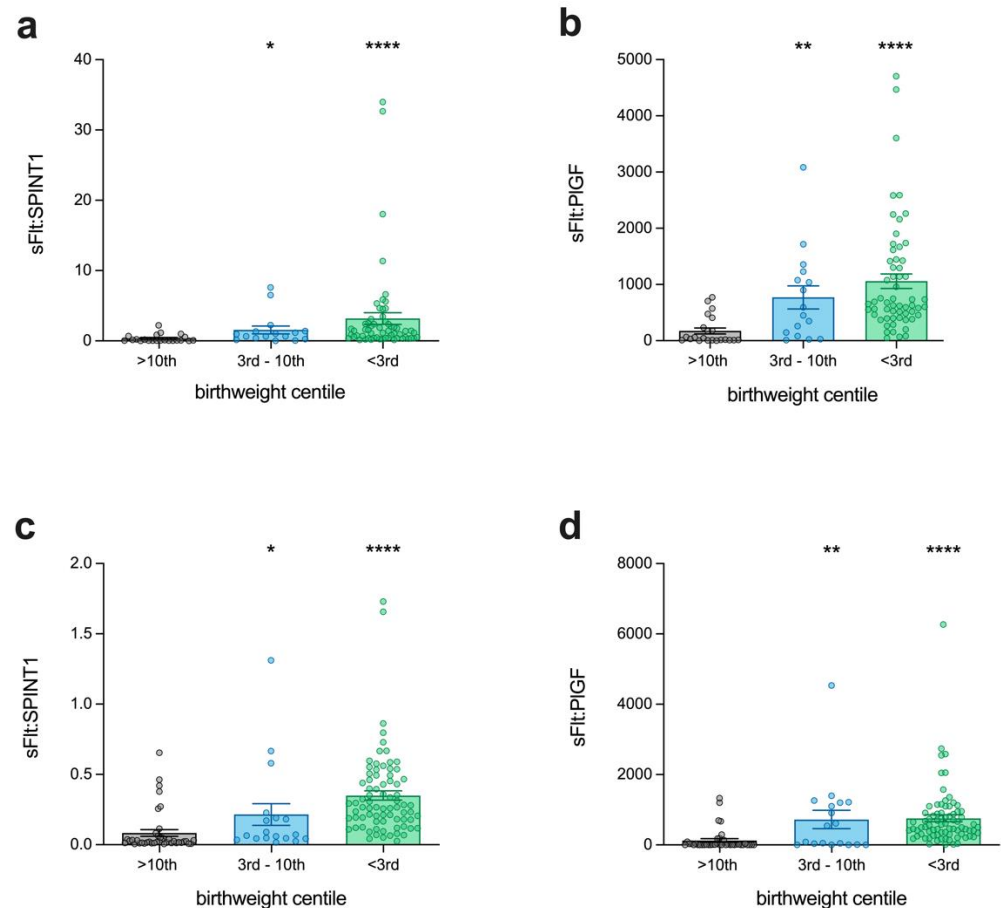 a
* ****
40
30
20
10
0
sFlt:SPINT1
>10th 3rd - 10th <3rd
birthweight centile
b
** ****
5000
4000
3000
2000
1000
0
sFlt:PlGF
>10th 3rd - 10th <3rd
birthweight centile
c
* ****
2.0
1.5
1.0
0.5
0.0
sFlt:SPINT1
>10th 3rd - 10th <3rd
birthweight centile
d
** ****
8000
6000
4000
2000
0
sFlt:PlGF
>10th 3rd - 10th <3rd
birthweight centile